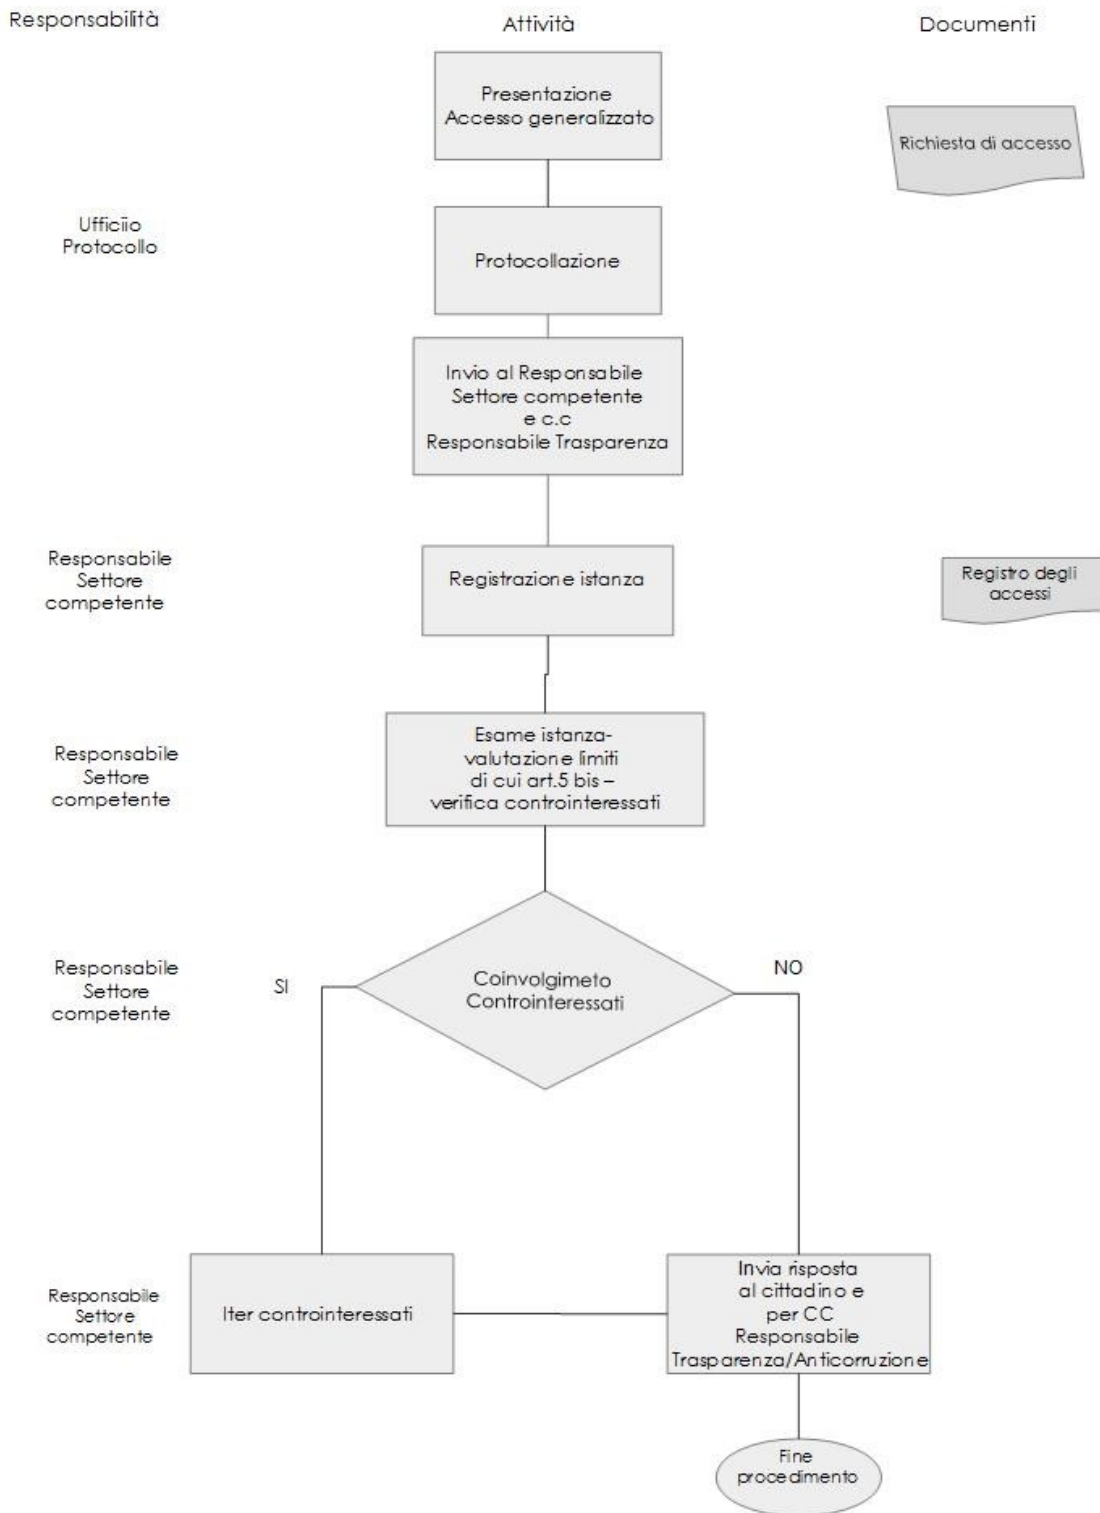 Responsabilità
Attività
Documenti
Presentazione
Accesso generalizzato
Richiesta di accesso
Ufficiio
Protocollo
Protocollazione
Invio al Responsabile
Settore competente
e c.c
Responsabile Trasparenza
Responsabile
Settore
competente
Registrazione istanza
Registro degli
accessi
Responsabile
Settore
competente
Esame istanza-
valutazione limiti
di cui art.5 bis –
verifica controinteressati
Responsabile
Settore
competente
SI
Coinvolgimeto
Controinteressati
NO
Responsabile
Settore
competente
Iter controinteressati
Invia risposta
al cittadino e
per CC
Responsabile
Trasparenza/Anticorruzione
Fine
procedimento